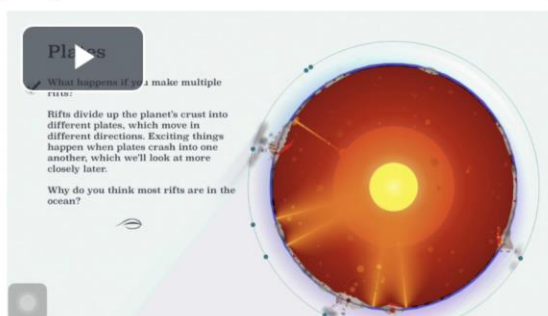 What happens if you make multiple
rifts?
Rifts divide up the planet's crust into
different plates, which move in
different directions. Exciting things
happen when plates crash into one
another, which we'll look at more
closely later.
Why do you think most rifts are in the
ocean?